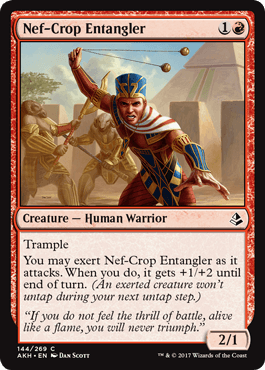 Nef-Crop Entangler 1
Creature — Human Warrior
Trample
You may exert Nef-Crop Entangler as it
attacks. When you do, it gets +1/+2 until
end of turn. (An exerted creature won't
untap during your next untap step.)
"If you do not feel the thrill of battle, alive
like a flame, you will never triumph."
2/1
144/269 C
AKH • EN DAN SCOTT
™ & © 2017 Wizards of the Coast